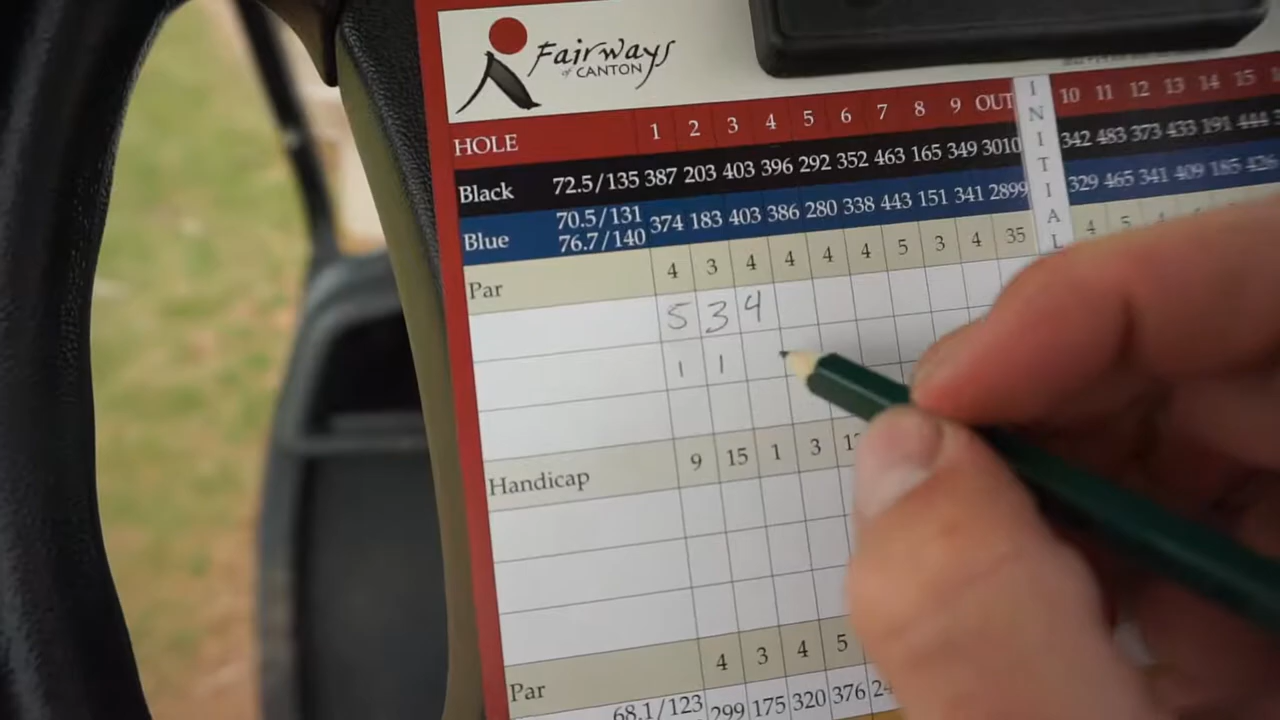 Fairways
of CANTON
HOLE 1 2 3 4 5 6 7 8 9 OUT INITIAL 10 11 12 13 14 15
Black 72.5/135 387 203 403 396 292 352 463 165 349 3010 342 483 373 433 191 444
Blue 70.5/131 76.7/140 374 183 403 386 280 338 443 151 341 2899 329 465 341 409 185 426
Par 4 3 4 4 4 4 5 3 4 35 4 5
5 3 4
1 1
Handicap 9 15 1 3
Par 4 3 4 5
68.1/123 299 175 320 376